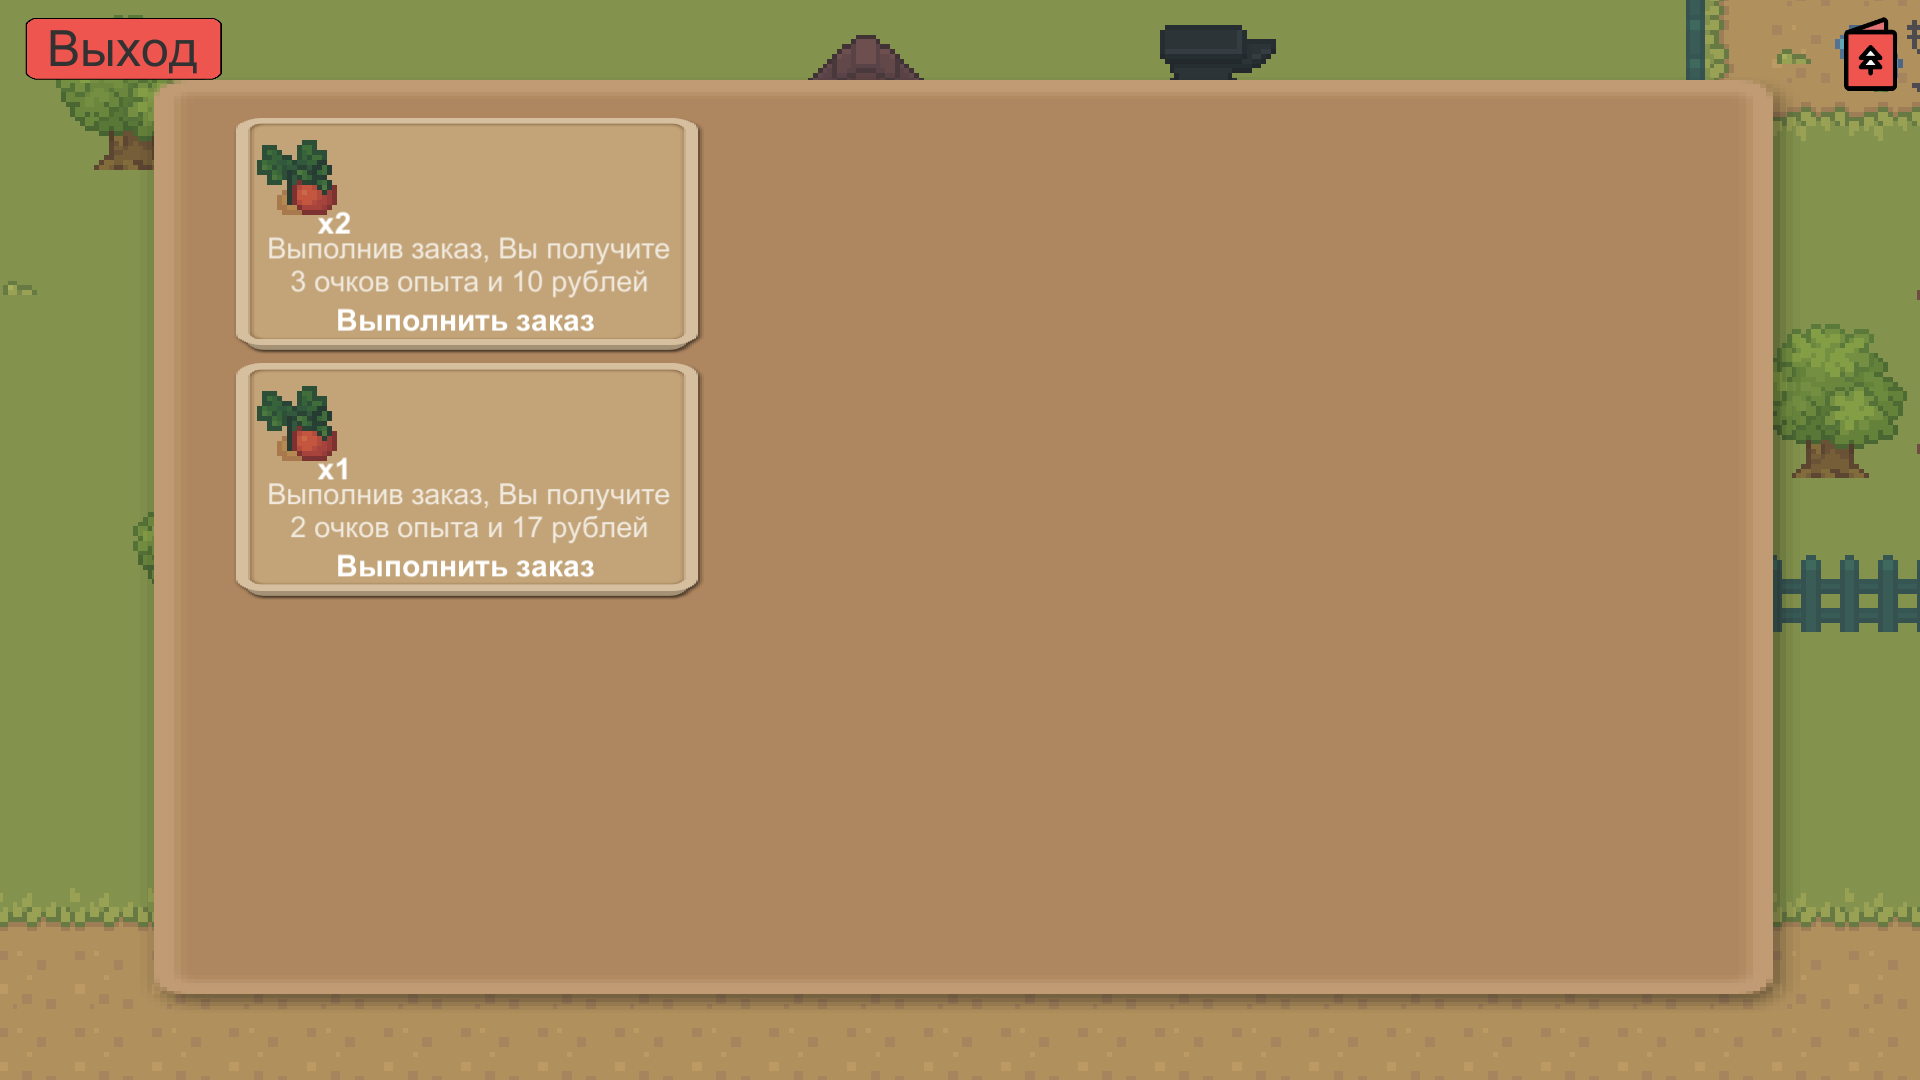 Выход
x2
Выполнив заказ, Вы получите
3 очков опыта и 10 рублей
Выполнить заказ
x1
Выполнив заказ, Вы получите
2 очков опыта и 17 рублей
Выполнить заказ